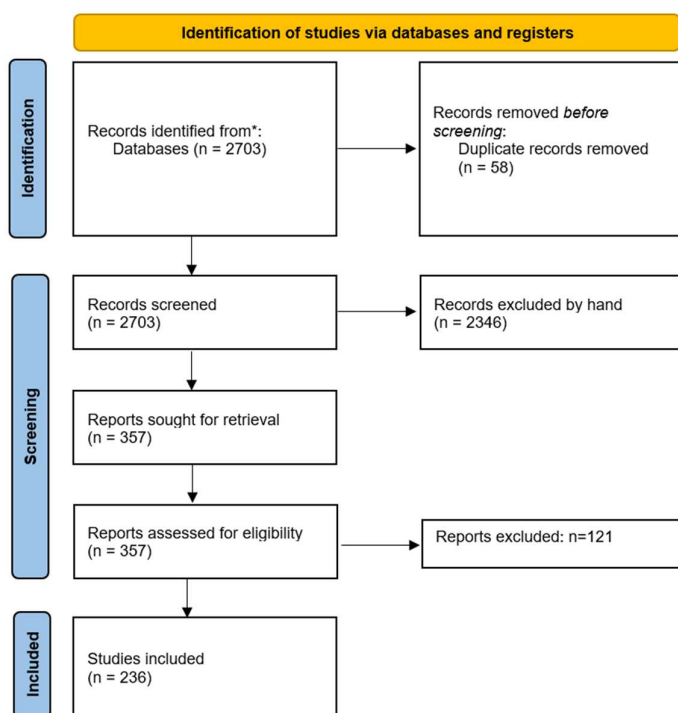 Identification of studies via databases and registers
Identification
Records identified from*:
Databases (n = 2703)
Records removed before
screening:
Duplicate records removed
(n = 58)
Screening
Records screened
(n = 2703)
Records excluded by hand
(n = 2346)
Reports sought for retrieval
(n = 357)
Reports assessed for eligibility
(n = 357)
Reports excluded: n=121
Included
Studies included
(n = 236)